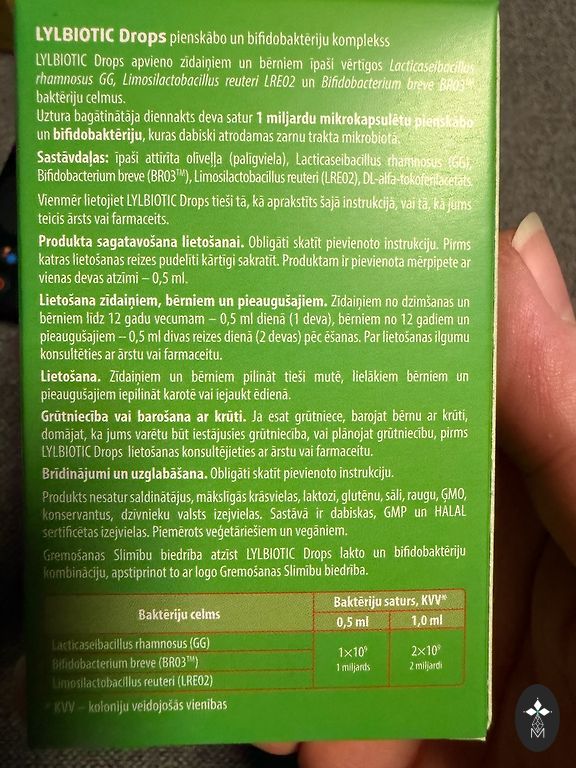 LYLBIOTIC Drops pienskābo un bifidobaktēriju komplekss
LYLBIOTIC Drops apvieno zīdaiņiem un bērniem īpaši vērtīgos Lacticaseibacillus
rhamnosus GG, Limosilactobacillus reuteri LRE02 un Bifidobacterium breve BR03™
baktēriju celmus.
Uztura bagātinātāja diennakts deva satur 1 miljardu mikrokapsulētu pienskābo
un bifidobaktēriju, kuras dabiski atrodamas zarnu trakta mikrobiotā.
Sastāvdaļas: īpaši attīrīta olīveļļa (palīgviela), Lacticaseibacillus rhamnosus (GG),
Bifidobacterium breve (BR03™), Limosilactobacillus reuteri (LRE02), DL-alfa-tokoferilacetāts.
Vienmēr lietojiet LYLBIOTIC Drops tieši tā, kā aprakstīts šajā instrukcijā, vai tā, kā jums
teicis ārsts vai farmaceits.
Produkta sagatavošana lietošanai. Obligāti skatīt pievienoto instrukciju. Pirms
katras lietošanas reizes pudelīti kārtīgi sakratīt. Produktam ir pievienota mērpipete ar
vienas devas atzīmi – 0,5 ml.
Lietošana zīdaiņiem, bērniem un pieaugušajiem. Zīdaiņiem no dzimšanas un
bērniem līdz 12 gadu vecumam – 0,5 ml dienā (1 deva), bērniem no 12 gadiem un
pieaugušajiem – 0,5 ml divas reizes dienā (2 devas) pēc ēšanas. Par lietošanas ilgumu
konsultēties ar ārstu vai farmaceitu.
Lietošana. Zīdaiņiem un bērniem pilināt tieši mutē, lielākiem bērniem un
pieaugušajiem iepilināt karotē vai iejaukt ēdienā.
Grūtniecība vai barošana ar krūti. Ja esat grūtniece, barojat bērnu ar krūti,
domājat, ka jums varētu būt iestājusies grūtniecība, vai plānojat grūtniecību, pirms
LYLBIOTIC Drops lietošanas konsultējieties ar ārstu vai farmaceitu.
Brīdinājumi un uzglabāšana. Obligāti skatīt pievienoto instrukciju.
Produkts nesatur saldinātājus, mākslīgās krāsvielas, laktozi, glutēnu, sāli, raugu, ĢMO,
konservantus, dzīvnieku valsts izejvielas. Sastāvā ir dabiskas, GMP un HALAL
sertificētas izejvielas. Piemērots veģetāriešiem un vegāniem.
Gremošanas Slimību biedrība atzīst LYLBIOTIC Drops lakto un bifidobaktēriju
kombināciju, apstiprinot to ar logo Gremošanas Slimību biedrība.
Baktēriju celms Baktēriju saturs, KVV*
0,5 ml 1,0 ml
Lacticaseibacillus rhamnosus (GG)
Bifidobacterium breve (BR03™)
Limosilactobacillus reuteri (LRE02)
1×10⁹ 2×10⁹
1 miljards 2 miljardi
* KVV – koloniju veidojošās vienības